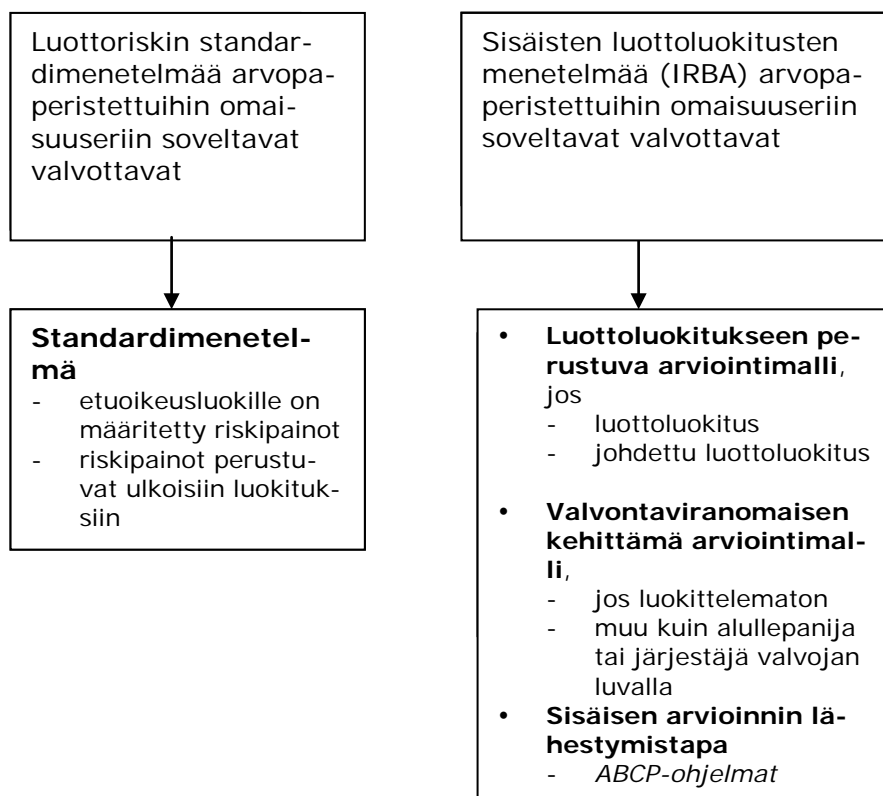 Luottoriskin standar-
dimenetelmää arvopa-
peristettuihin omai-
suuseriin soveltavat
valvottavat
Sisäisten luottoluokitusten
menetelmää (IRBA) arvopa-
peristettuihin omaisuuseriin
soveltavat valvottavat
Standardimenetel-
mä
- etuoikeusluokille on
määritetty riskipainot
- riskipainot perustu-
vat ulkoisiin luokituk-
siin
• Luottoluokitukseen pe-
rustuva arviointimalli,
jos
- luottoluokitus
- johdettu luottoluokitus
• Valvontaviranomaisen
kehittämä arviointimal-
li,
- jos luokittelematon
- muu kuin alullepanija
tai järjestäjä valvojan
luvalla
• Sisäisen arvioinnin lä-
hestymistapa
- ABCP-ohjelmat